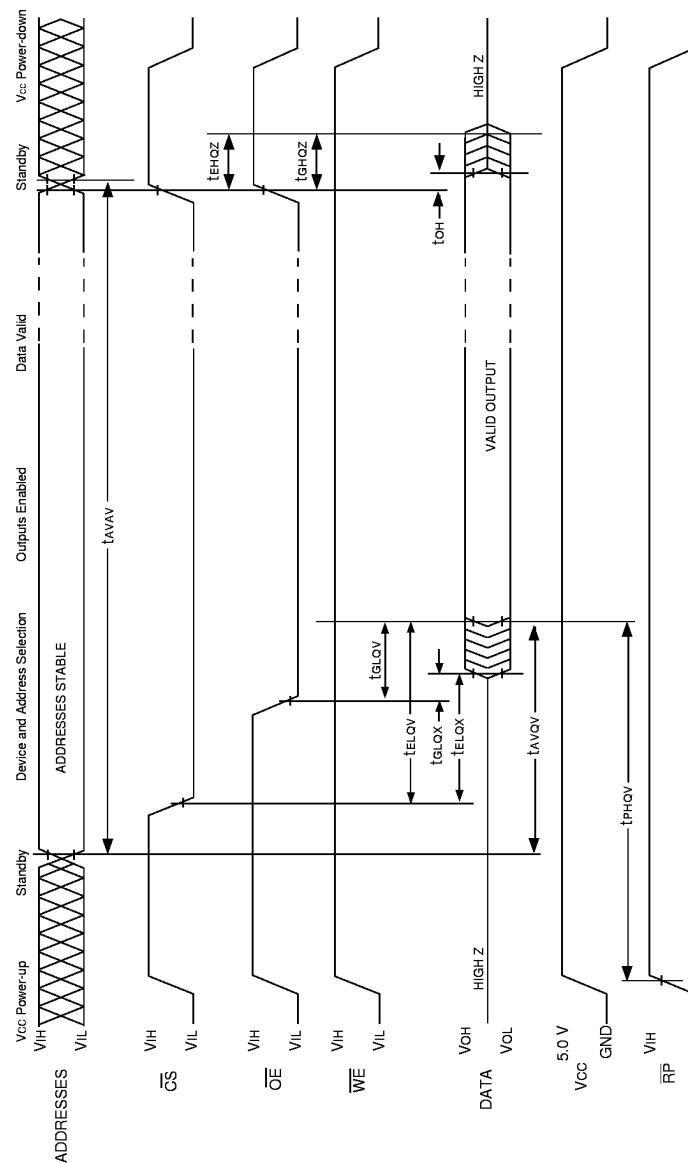 Vcc Power-up Standby Device and Address Selection Outputs Enabled Data Valid Standby Vcc Power-down
ADDRESSES
VIH
VIL
ADDRESSES STABLE
tAVAV
CS
VIH
VIL
tEHQZ
OE
VIH
VIL
tGHQZ
WE
VIH
VIL
tGLQV
tELQV
tGLQX
tELQX
tOH
DATA
VOH
VOL
HIGH Z
VALID OUTPUT
HIGH Z
tAVQV
5.0 V
VCC
GND
tPHQV
RP
VIH